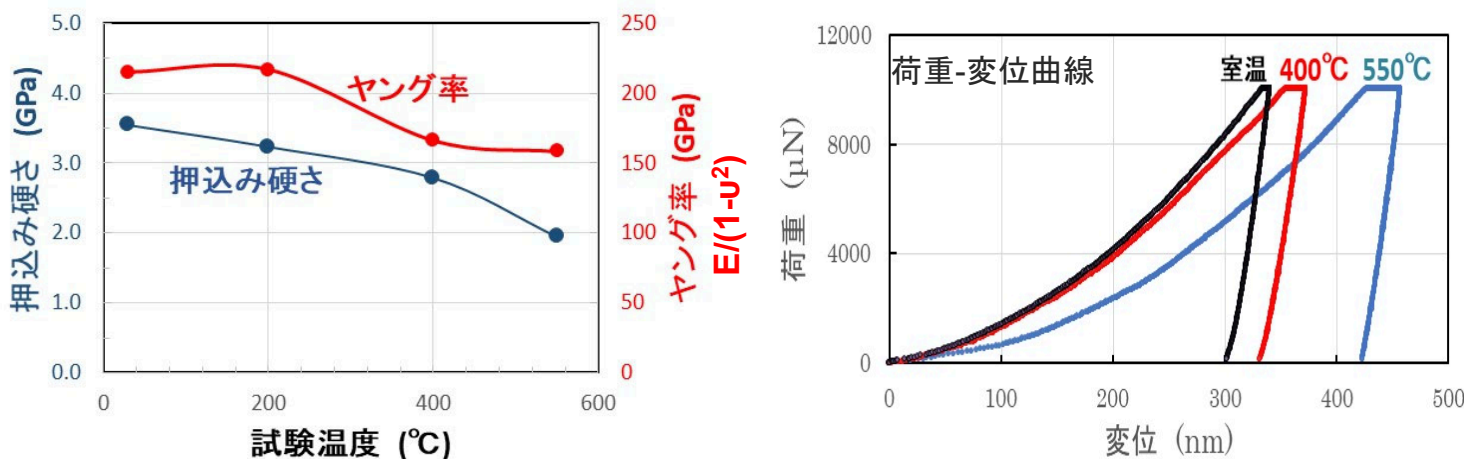 5.0
4.0
3.0
2.0
1.0
0.0
押込み硬さ (GPa)
250
200
150
100
50
0
ヤング率 (GPa)
E/(1-υ²)
ヤング率
押込み硬さ
0
200
400
600
試験温度 (℃)
12000
8000
4000
0
荷重 (μN)
荷重-変位曲線
室温 400℃ 550℃
0
100
200
300
400
500
変位 (nm)